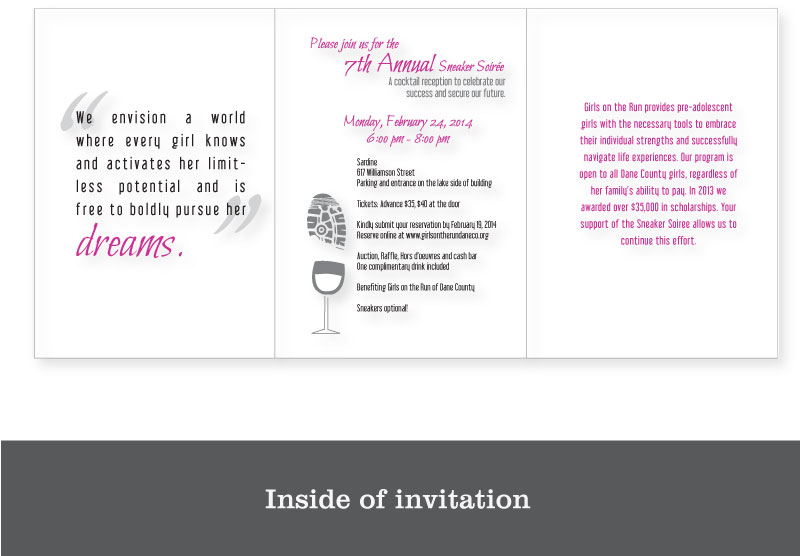 “
We envision a world
where every girl knows
and activates her limit-
less potential and is
free to boldly pursue her
”
dreams.
Please join us for the
7th Annual Sneaker Soirée
A cocktail reception to celebrate our
success and secure our future.
Monday, February 24, 2014
6:00 pm - 8:00 pm
Sardine
617 Williamson Street
Parking and entrance on the lake side of building
Tickets: Advance $35, $40 at the door
Kindly submit your reservation by February 19, 2014
Reserve online at www.girlsontherundaneco.org
Auction, Raffle, Hors d'oeuvres and cash bar
One complimentary drink included
Benefiting Girls on the Run of Dane County
Sneakers optional!
Girls on the Run provides pre-adolescent
girls with the necessary tools to embrace
their individual strengths and successfully
navigate life experiences. Our program is
open to all Dane County girls, regardless of
her family's ability to pay. In 2013 we
awarded over $35,000 in scholarships. Your
support of the Sneaker Soiree allows us to
continue this effort.
Inside of invitation